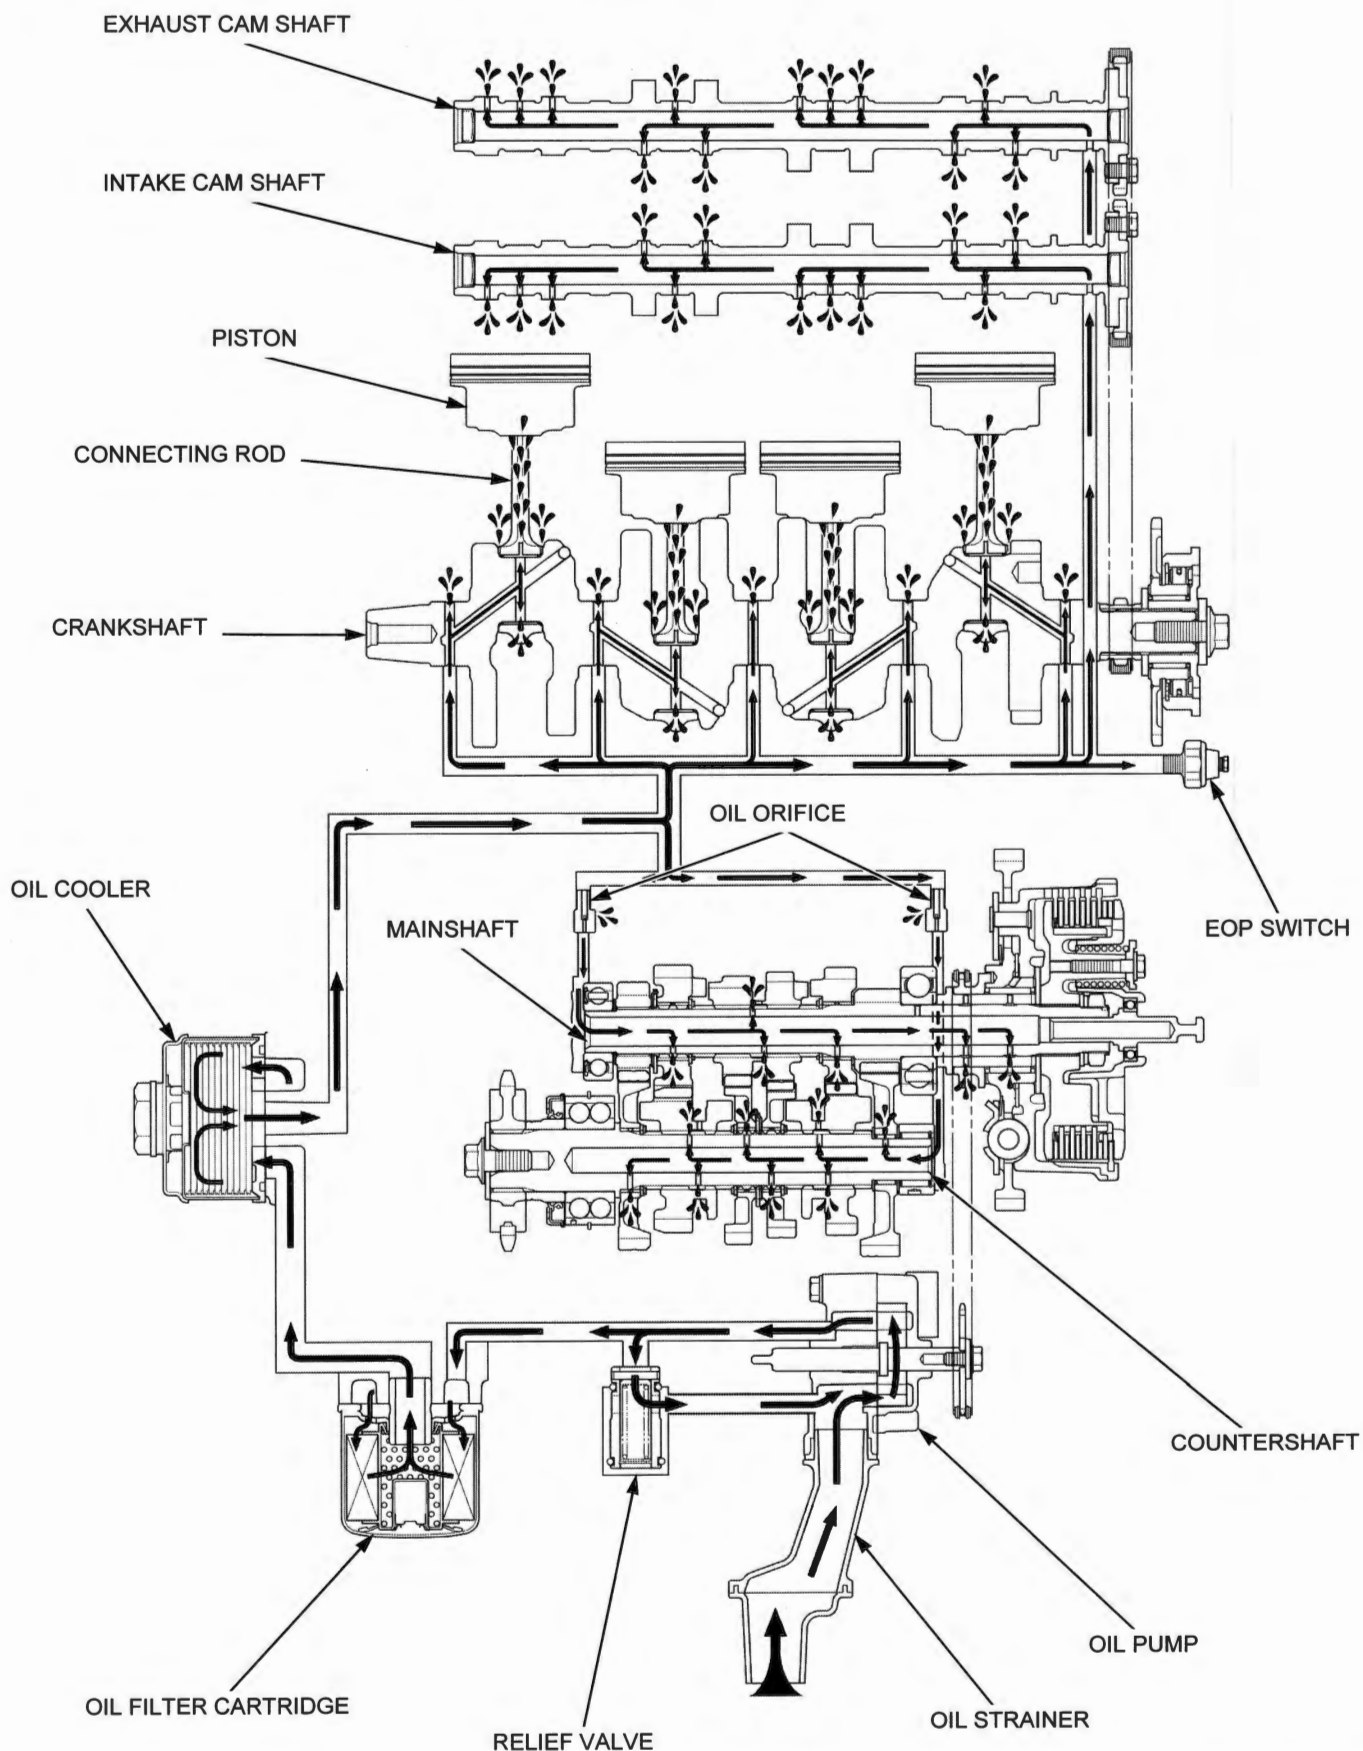 EXHAUST CAM SHAFT
INTAKE CAM SHAFT
PISTON
CONNECTING ROD
CRANKSHAFT
OIL ORIFICE
OIL COOLER
MAINSHAFT
EOP SWITCH
COUNTERSHAFT
OIL PUMP
OIL FILTER CARTRIDGE
OIL STRAINER
RELIEF VALVE